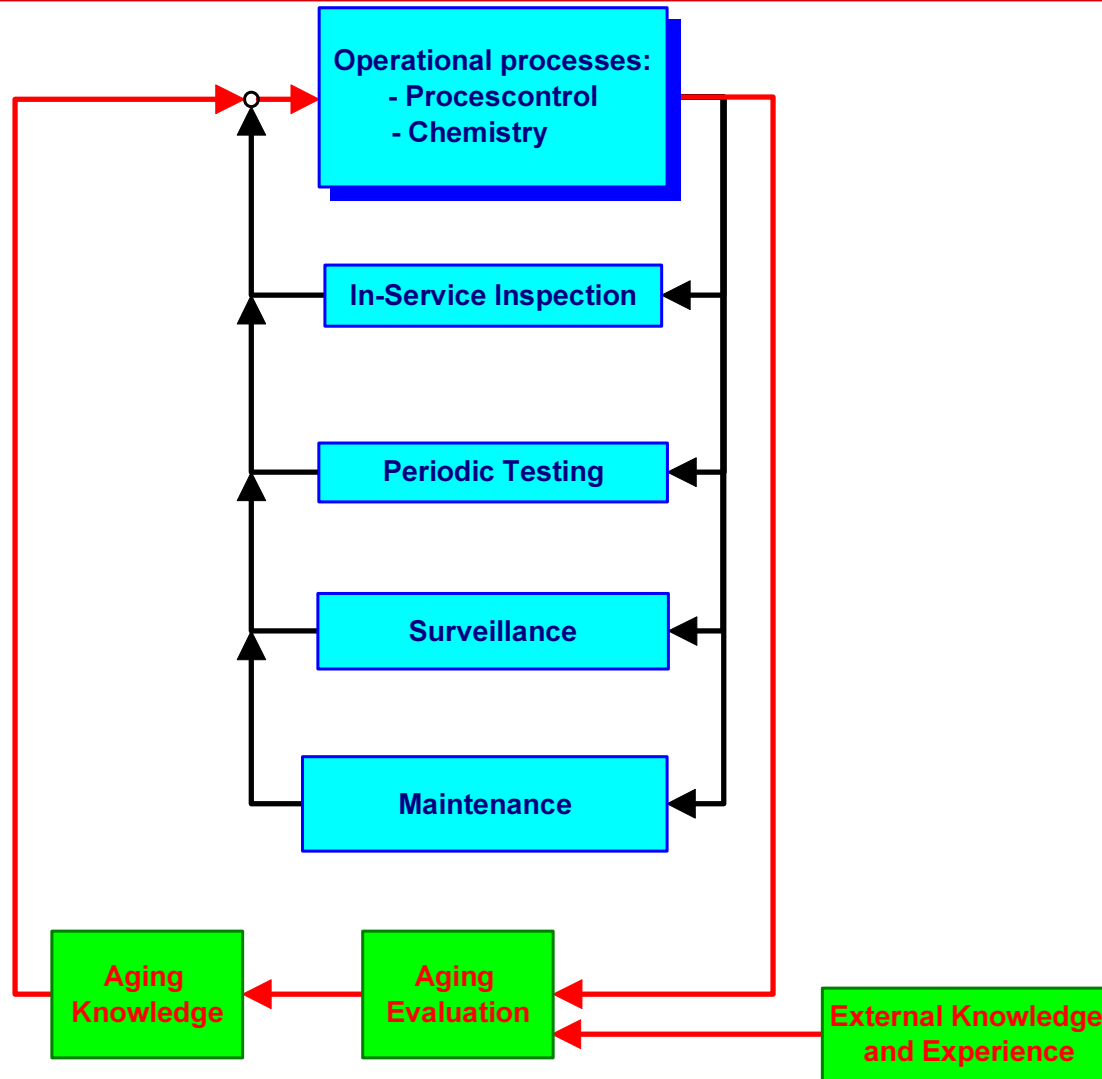 Operational processes:
- Procescontrol
- Chemistry
In-Service Inspection
Periodic Testing
Surveillance
Maintenance
Aging
Knowledge
Aging
Evaluation
External Knowledge
and Experience